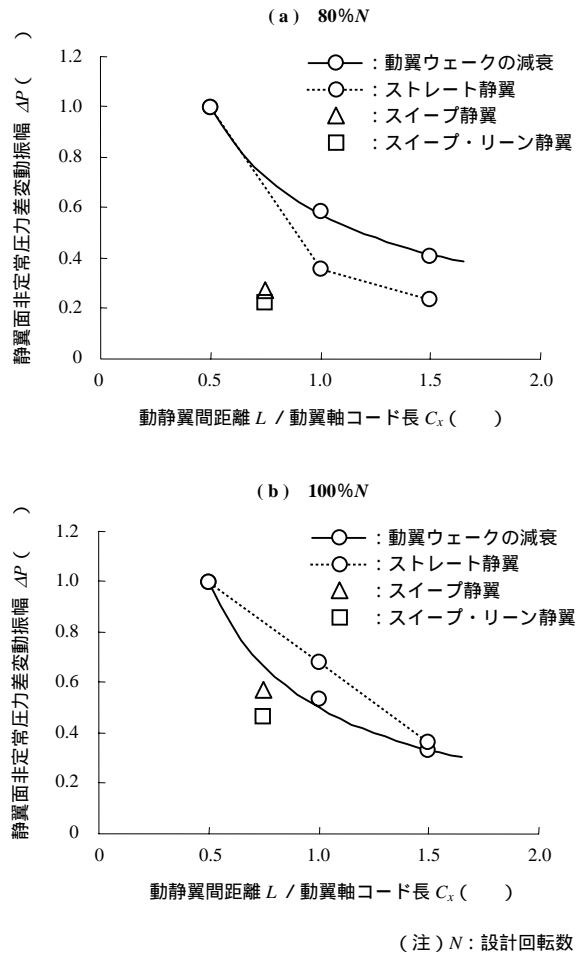 ( a ) 80%N
静翼面非定常圧力差変動振幅 ΔP ( )
1.2
1.0
0.8
0.6
0.4
0.2
0
：動翼ウェークの減衰
：ストレート静翼
：スイープ静翼
：スイープ・リーン静翼
0 0.5 1.0 1.5 2.0
動静翼間距離 L / 動翼軸コード長 Cx ( )
( b ) 100%N
静翼面非定常圧力差変動振幅 ΔP ( )
1.2
1.0
0.8
0.6
0.4
0.2
0
：動翼ウェークの減衰
：ストレート静翼
：スイープ静翼
：スイープ・リーン静翼
0 0.5 1.0 1.5 2.0
動静翼間距離 L / 動翼軸コード長 Cx ( )
（注）N：設計回転数